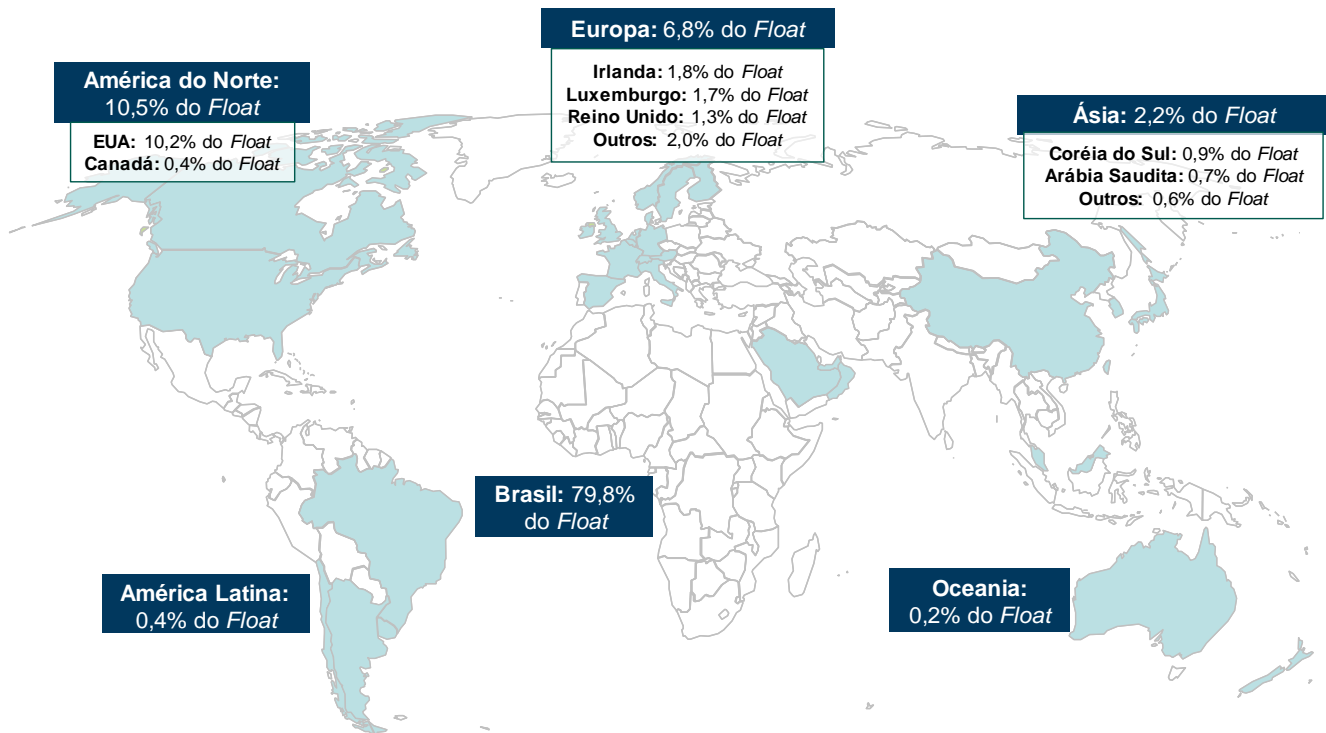 América do Norte:
10,5% do Float
EUA: 10,2% do Float
Canadá: 0,4% do Float
Europa: 6,8% do Float
Irlanda: 1,8% do Float
Luxemburgo: 1,7% do Float
Reino Unido: 1,3% do Float
Outros: 2,0% do Float
Ásia: 2,2% do Float
Coréia do Sul: 0,9% do Float
Arábia Saudita: 0,7% do Float
Outros: 0,6% do Float
Brasil: 79,8%
do Float
América Latina:
0,4% do Float
Oceania:
0,2% do Float